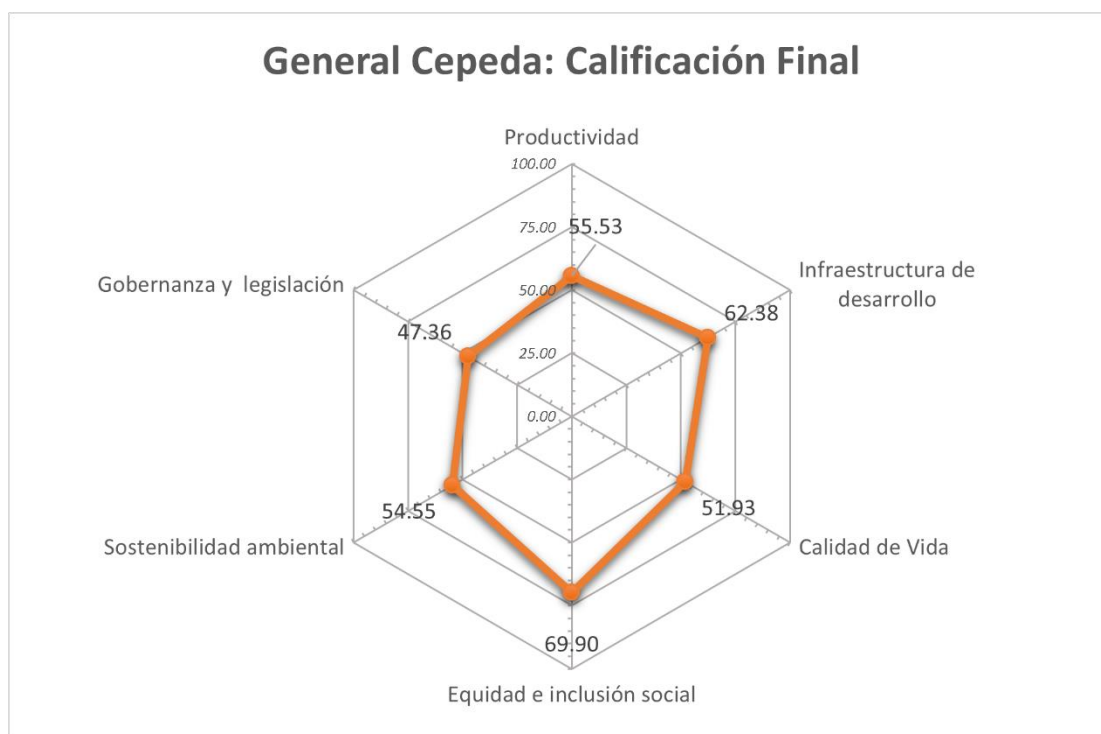 General Cepeda: Calificación Final
Productividad
100.00
75.00
55.53
50.00
25.00
0.00
Infraestructura de
desarrollo
62.38
Calidad de Vida
51.93
Equidad e inclusión social
69.90
Sostenibilidad ambiental
54.55
Gobernanza y  legislación
47.36